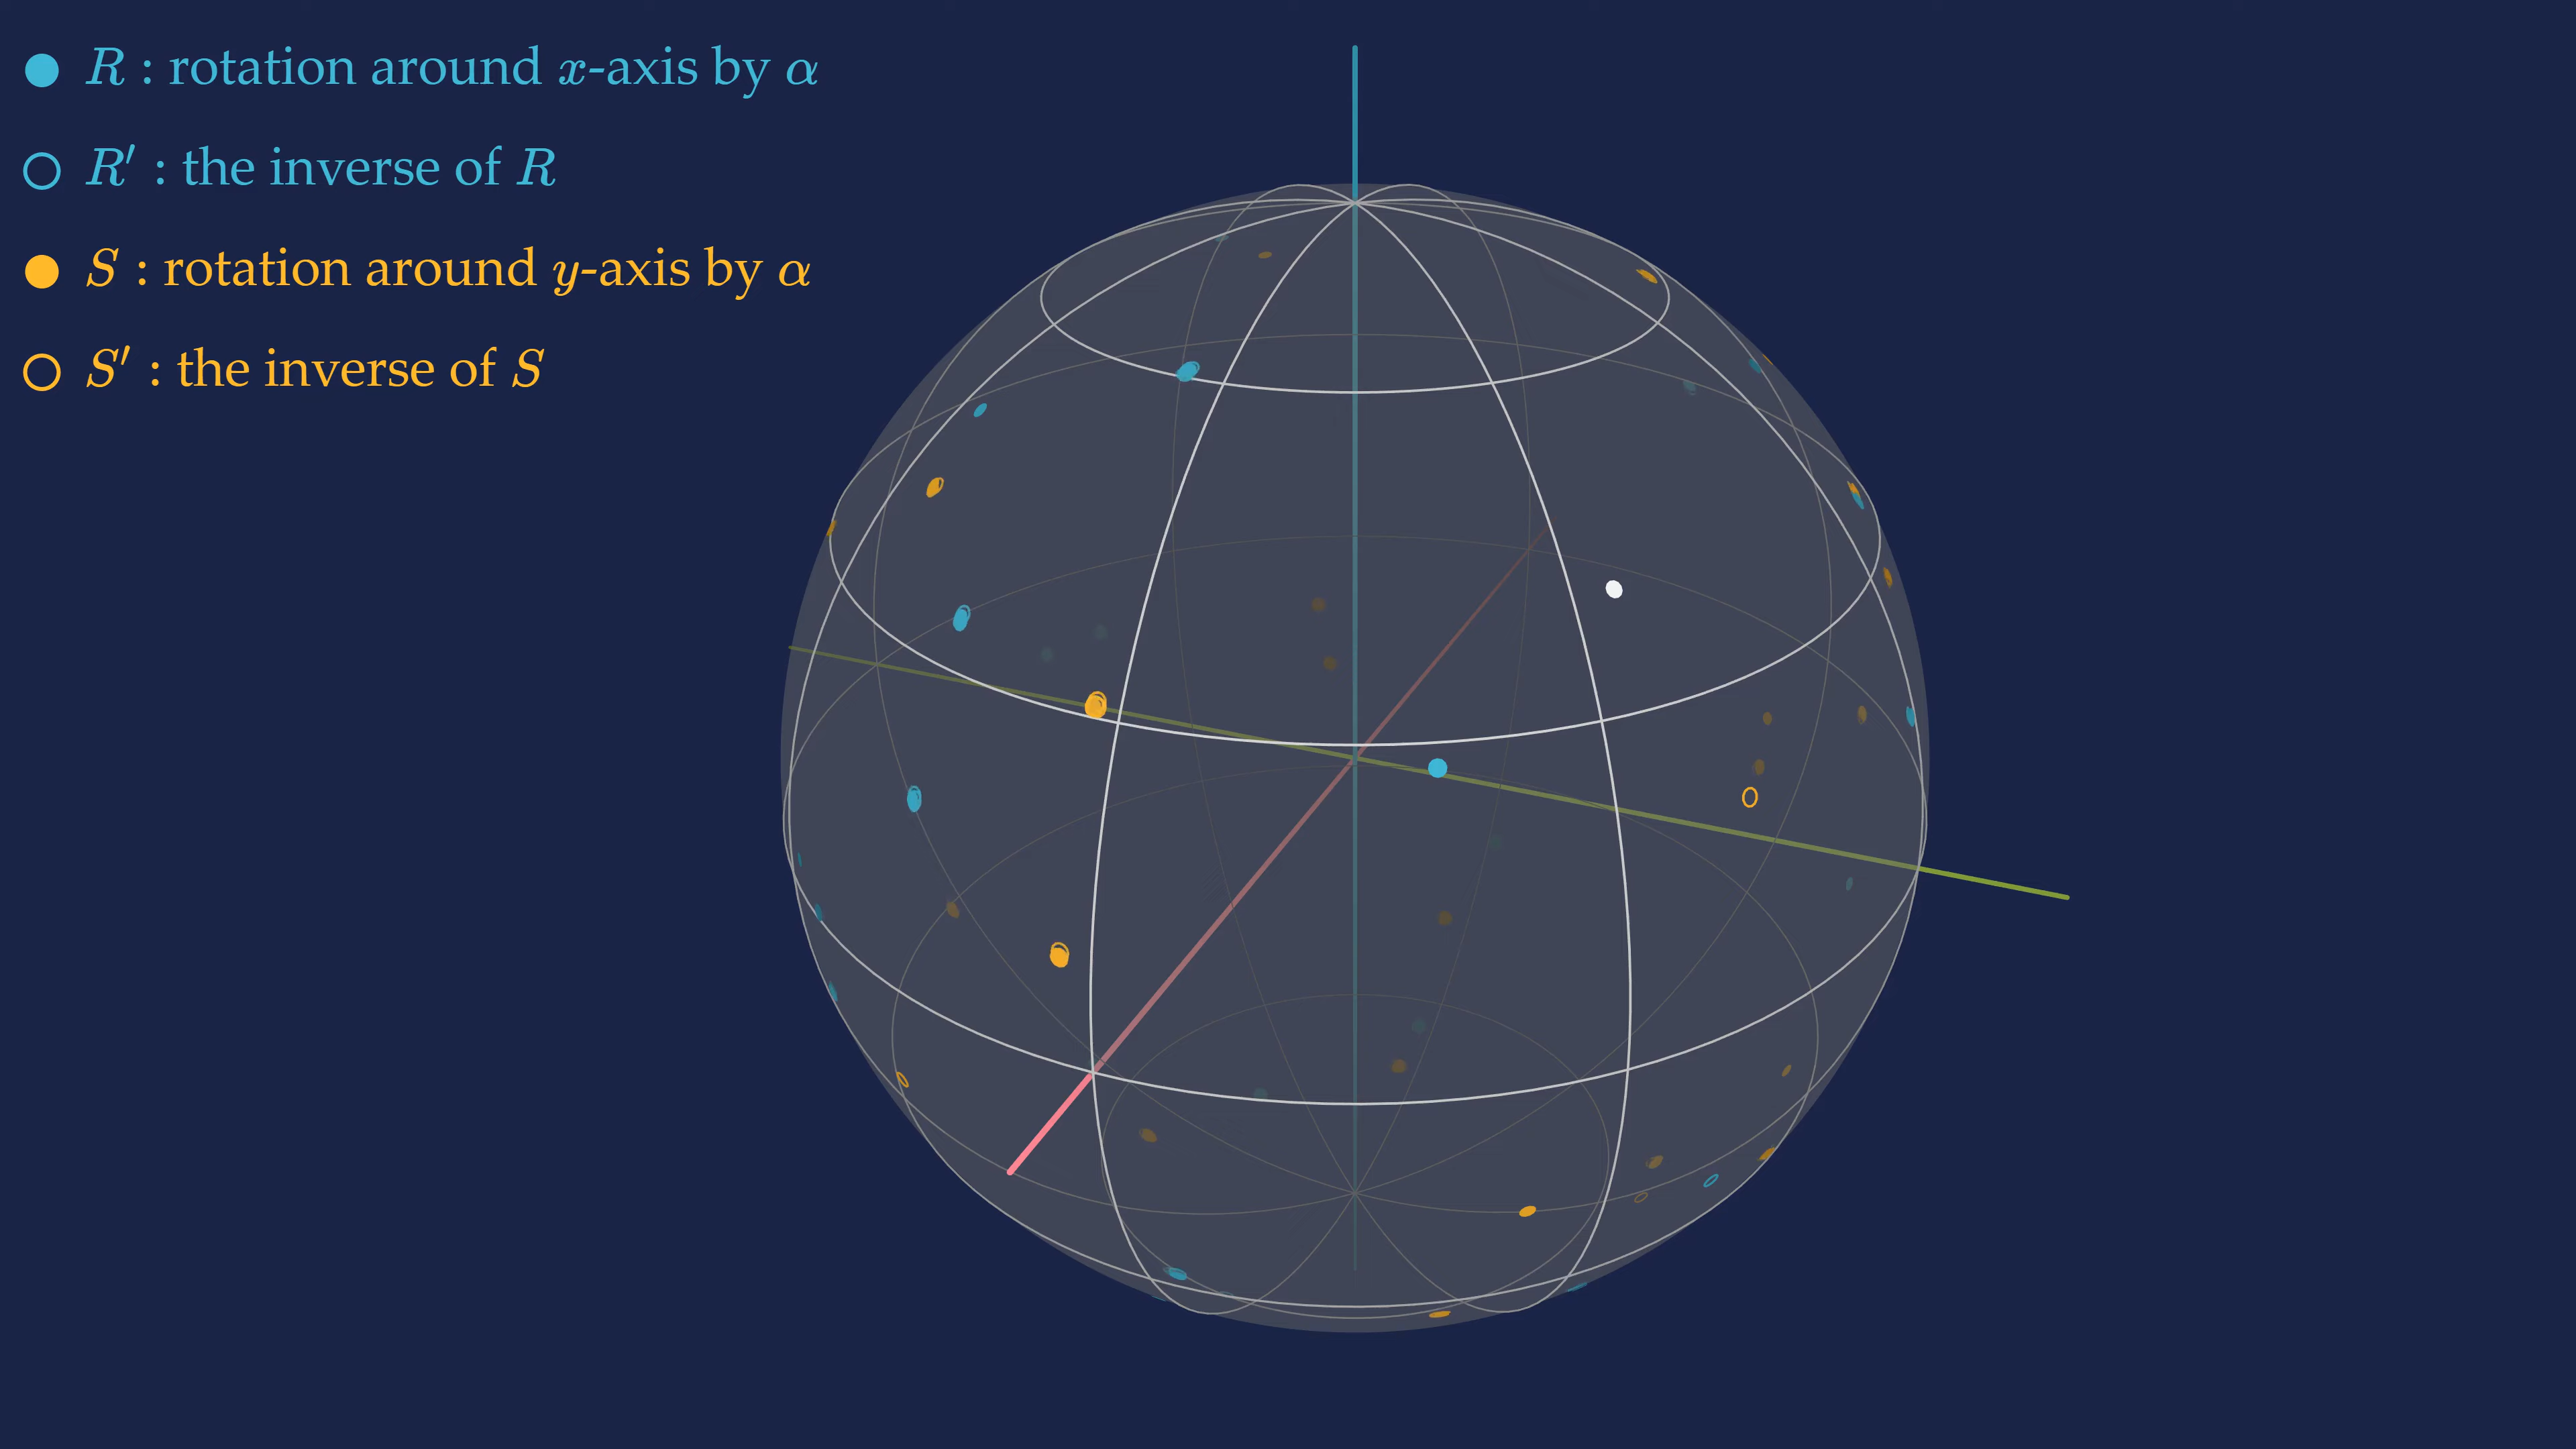 R : rotation around x-axis by α
R′ : the inverse of R
S : rotation around y-axis by α
S′ : the inverse of S